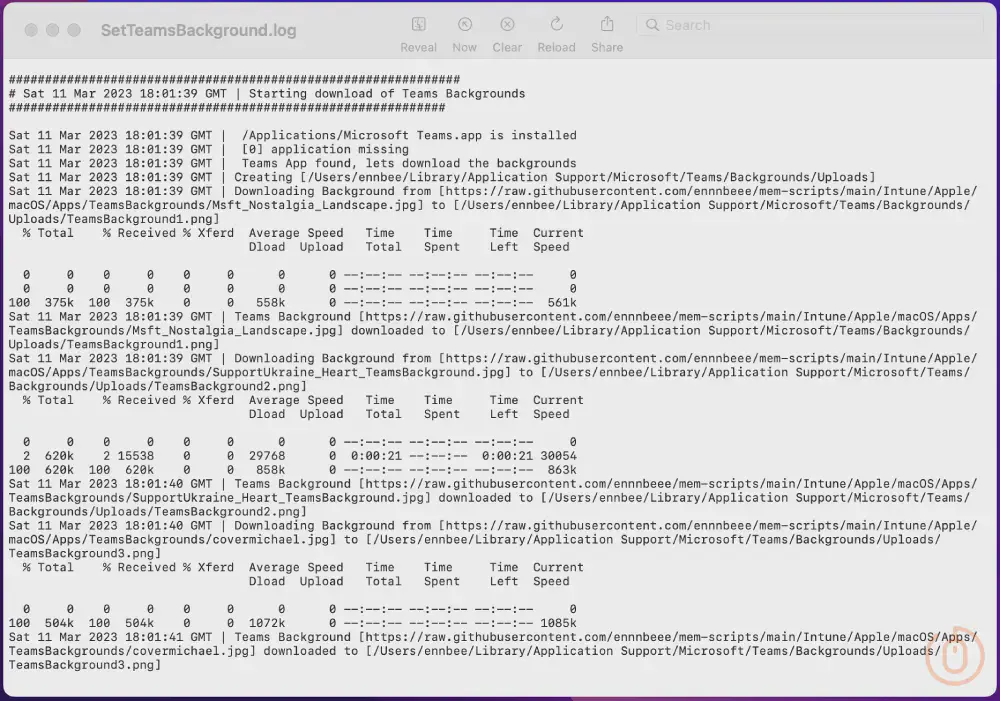 SetTeamsBackground.log
Reveal Now Clear Reload Share
Search
##############################################################
# Sat 11 Mar 2023 18:01:39 GMT | Starting download of Teams Backgrounds
############################################################
Sat 11 Mar 2023 18:01:39 GMT |  /Applications/Microsoft Teams.app is installed
Sat 11 Mar 2023 18:01:39 GMT |  [0] application missing
Sat 11 Mar 2023 18:01:39 GMT |  Teams App found, lets download the backgrounds
Sat 11 Mar 2023 18:01:39 GMT | Creating [/Users/ennbee/Library/Application Support/Microsoft/Teams/Backgrounds/Uploads]
Sat 11 Mar 2023 18:01:39 GMT | Downloading Background from [https://raw.githubusercontent.com/ennnbeee/mem-scripts/main/Intune/Apple/
macOS/Apps/TeamsBackgrounds/Msft_Nostalgia_Landscape.jpg] to [/Users/ennbee/Library/Application Support/Microsoft/Teams/Backgrounds/
Uploads/TeamsBackground1.png]
  % Total    % Received % Xferd  Average Speed   Time    Time     Time  Current
                                 Dload  Upload   Total   Spent    Left  Speed
  0     0    0     0    0     0      0      0 --:--:-- --:--:-- --:--:--     0
  0     0    0     0    0     0      0      0 --:--:-- --:--:-- --:--:--     0
100  375k  100  375k    0     0   558k      0 --:--:-- --:--:-- --:--:--  561k
Sat 11 Mar 2023 18:01:39 GMT | Teams Background [https://raw.githubusercontent.com/ennnbeee/mem-scripts/main/Intune/Apple/macOS/Apps/
TeamsBackgrounds/Msft_Nostalgia_Landscape.jpg] downloaded to [/Users/ennbee/Library/Application Support/Microsoft/Teams/Backgrounds/
Uploads/TeamsBackground1.png]
Sat 11 Mar 2023 18:01:39 GMT | Downloading Background from [https://raw.githubusercontent.com/ennnbeee/mem-scripts/main/Intune/Apple/
macOS/Apps/TeamsBackgrounds/SupportUkraine_Heart_TeamsBackground.jpg] to [/Users/ennbee/Library/Application Support/Microsoft/Teams/
Backgrounds/Uploads/TeamsBackground2.png]
  % Total    % Received % Xferd  Average Speed   Time    Time     Time  Current
                                 Dload  Upload   Total   Spent    Left  Speed
  0     0    0     0    0     0      0      0 --:--:-- --:--:-- --:--:--     0
  2  620k    2 15538    0     0  29768      0  0:00:21 --:--:--  0:00:21 30054
100  620k  100  620k    0     0   858k      0 --:--:-- --:--:-- --:--:--  863k
Sat 11 Mar 2023 18:01:40 GMT | Teams Background [https://raw.githubusercontent.com/ennnbeee/mem-scripts/main/Intune/Apple/macOS/Apps/
TeamsBackgrounds/SupportUkraine_Heart_TeamsBackground.jpg] downloaded to [/Users/ennbee/Library/Application Support/Microsoft/Teams/
Backgrounds/Uploads/TeamsBackground2.png]
Sat 11 Mar 2023 18:01:40 GMT | Downloading Background from [https://raw.githubusercontent.com/ennnbeee/mem-scripts/main/Intune/Apple/
macOS/Apps/TeamsBackgrounds/covermichael.jpg] to [/Users/ennbee/Library/Application Support/Microsoft/Teams/Backgrounds/Uploads/
TeamsBackground3.png]
  % Total    % Received % Xferd  Average Speed   Time    Time     Time  Current
                                 Dload  Upload   Total   Spent    Left  Speed
  0     0    0     0    0     0      0      0 --:--:-- --:--:-- --:--:--     0
100  504k  100  504k    0     0  1072k      0 --:--:-- --:--:-- --:--:-- 1085k
Sat 11 Mar 2023 18:01:41 GMT | Teams Background [https://raw.githubusercontent.com/ennnbeee/mem-scripts/main/Intune/Apple/macOS/Apps/
TeamsBackgrounds/covermichael.jpg] downloaded to [/Users/ennbee/Library/Application Support/Microsoft/Teams/Backgrounds/Uploads/
TeamsBackground3.png]